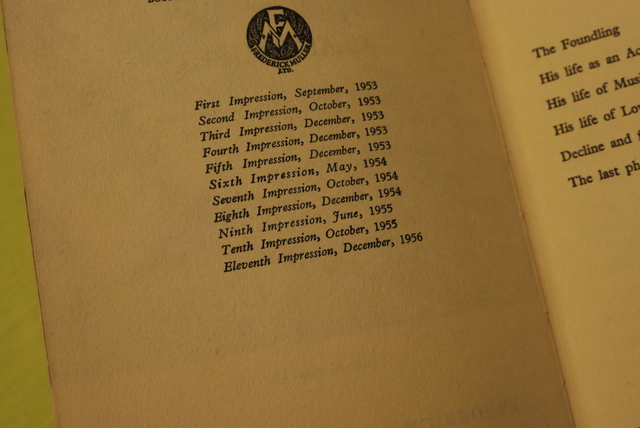 FREDERICK MULLER
LTD.
First Impression, September, 1953
Second Impression, October, 1953
Third Impression, December, 1953
Fourth Impression, December, 1953
Fifth Impression, December, 1953
Sixth Impression, May, 1954
Seventh Impression, October, 1954
Eighth Impression, December, 1954
Ninth Impression, June, 1955
Tenth Impression, October, 1955
Eleventh Impression, December, 1956
The Foundling
His life as an
His life of
His life of
Decline and
The last